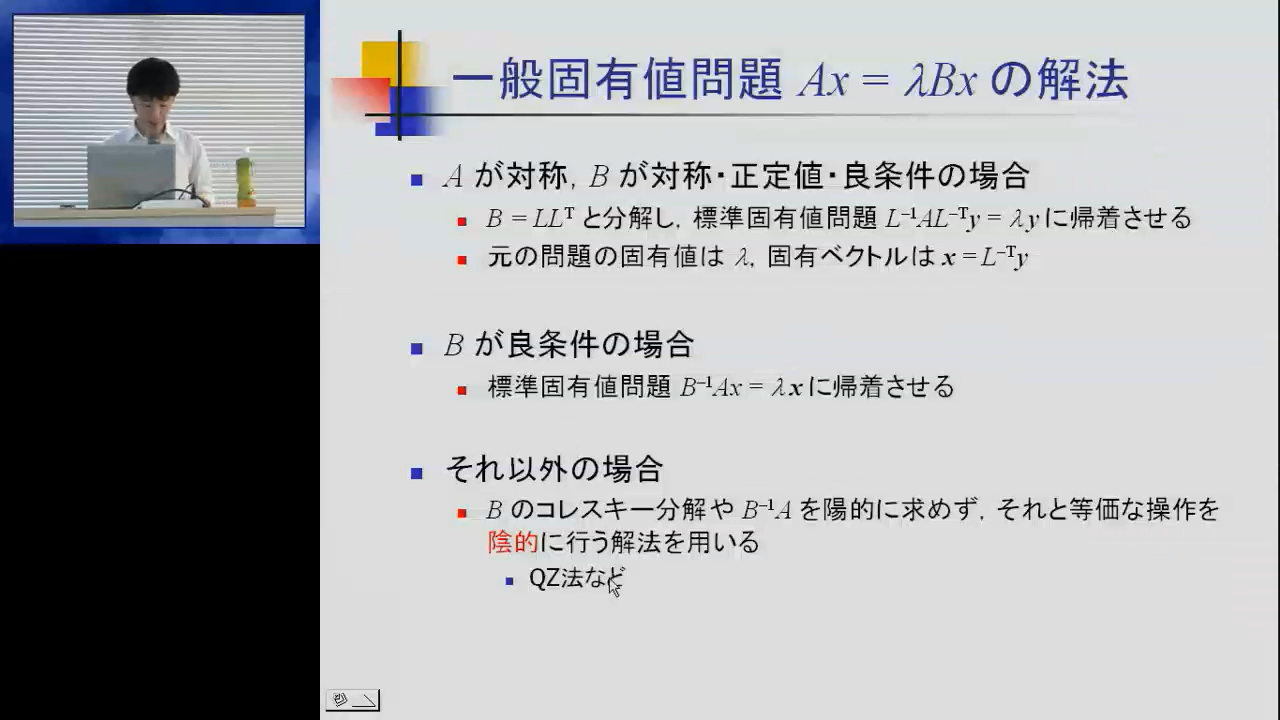 一般固有値問題 Ax = λBx の解法
A が対称, B が対称・正定値・良条件の場合
B = LLᵀ と分解し, 標準固有値問題 L⁻¹AL⁻ᵀy = λy に帰着させる
元の問題の固有値は λ, 固有ベクトルは x = L⁻ᵀy
B が良条件の場合
標準固有値問題 B⁻¹Ax = λx に帰着させる
それ以外の場合
B のコレスキー分解や B⁻¹A を陽的に求めず, それと等価な操作を
陰的に行う解法を用いる
QZ法など